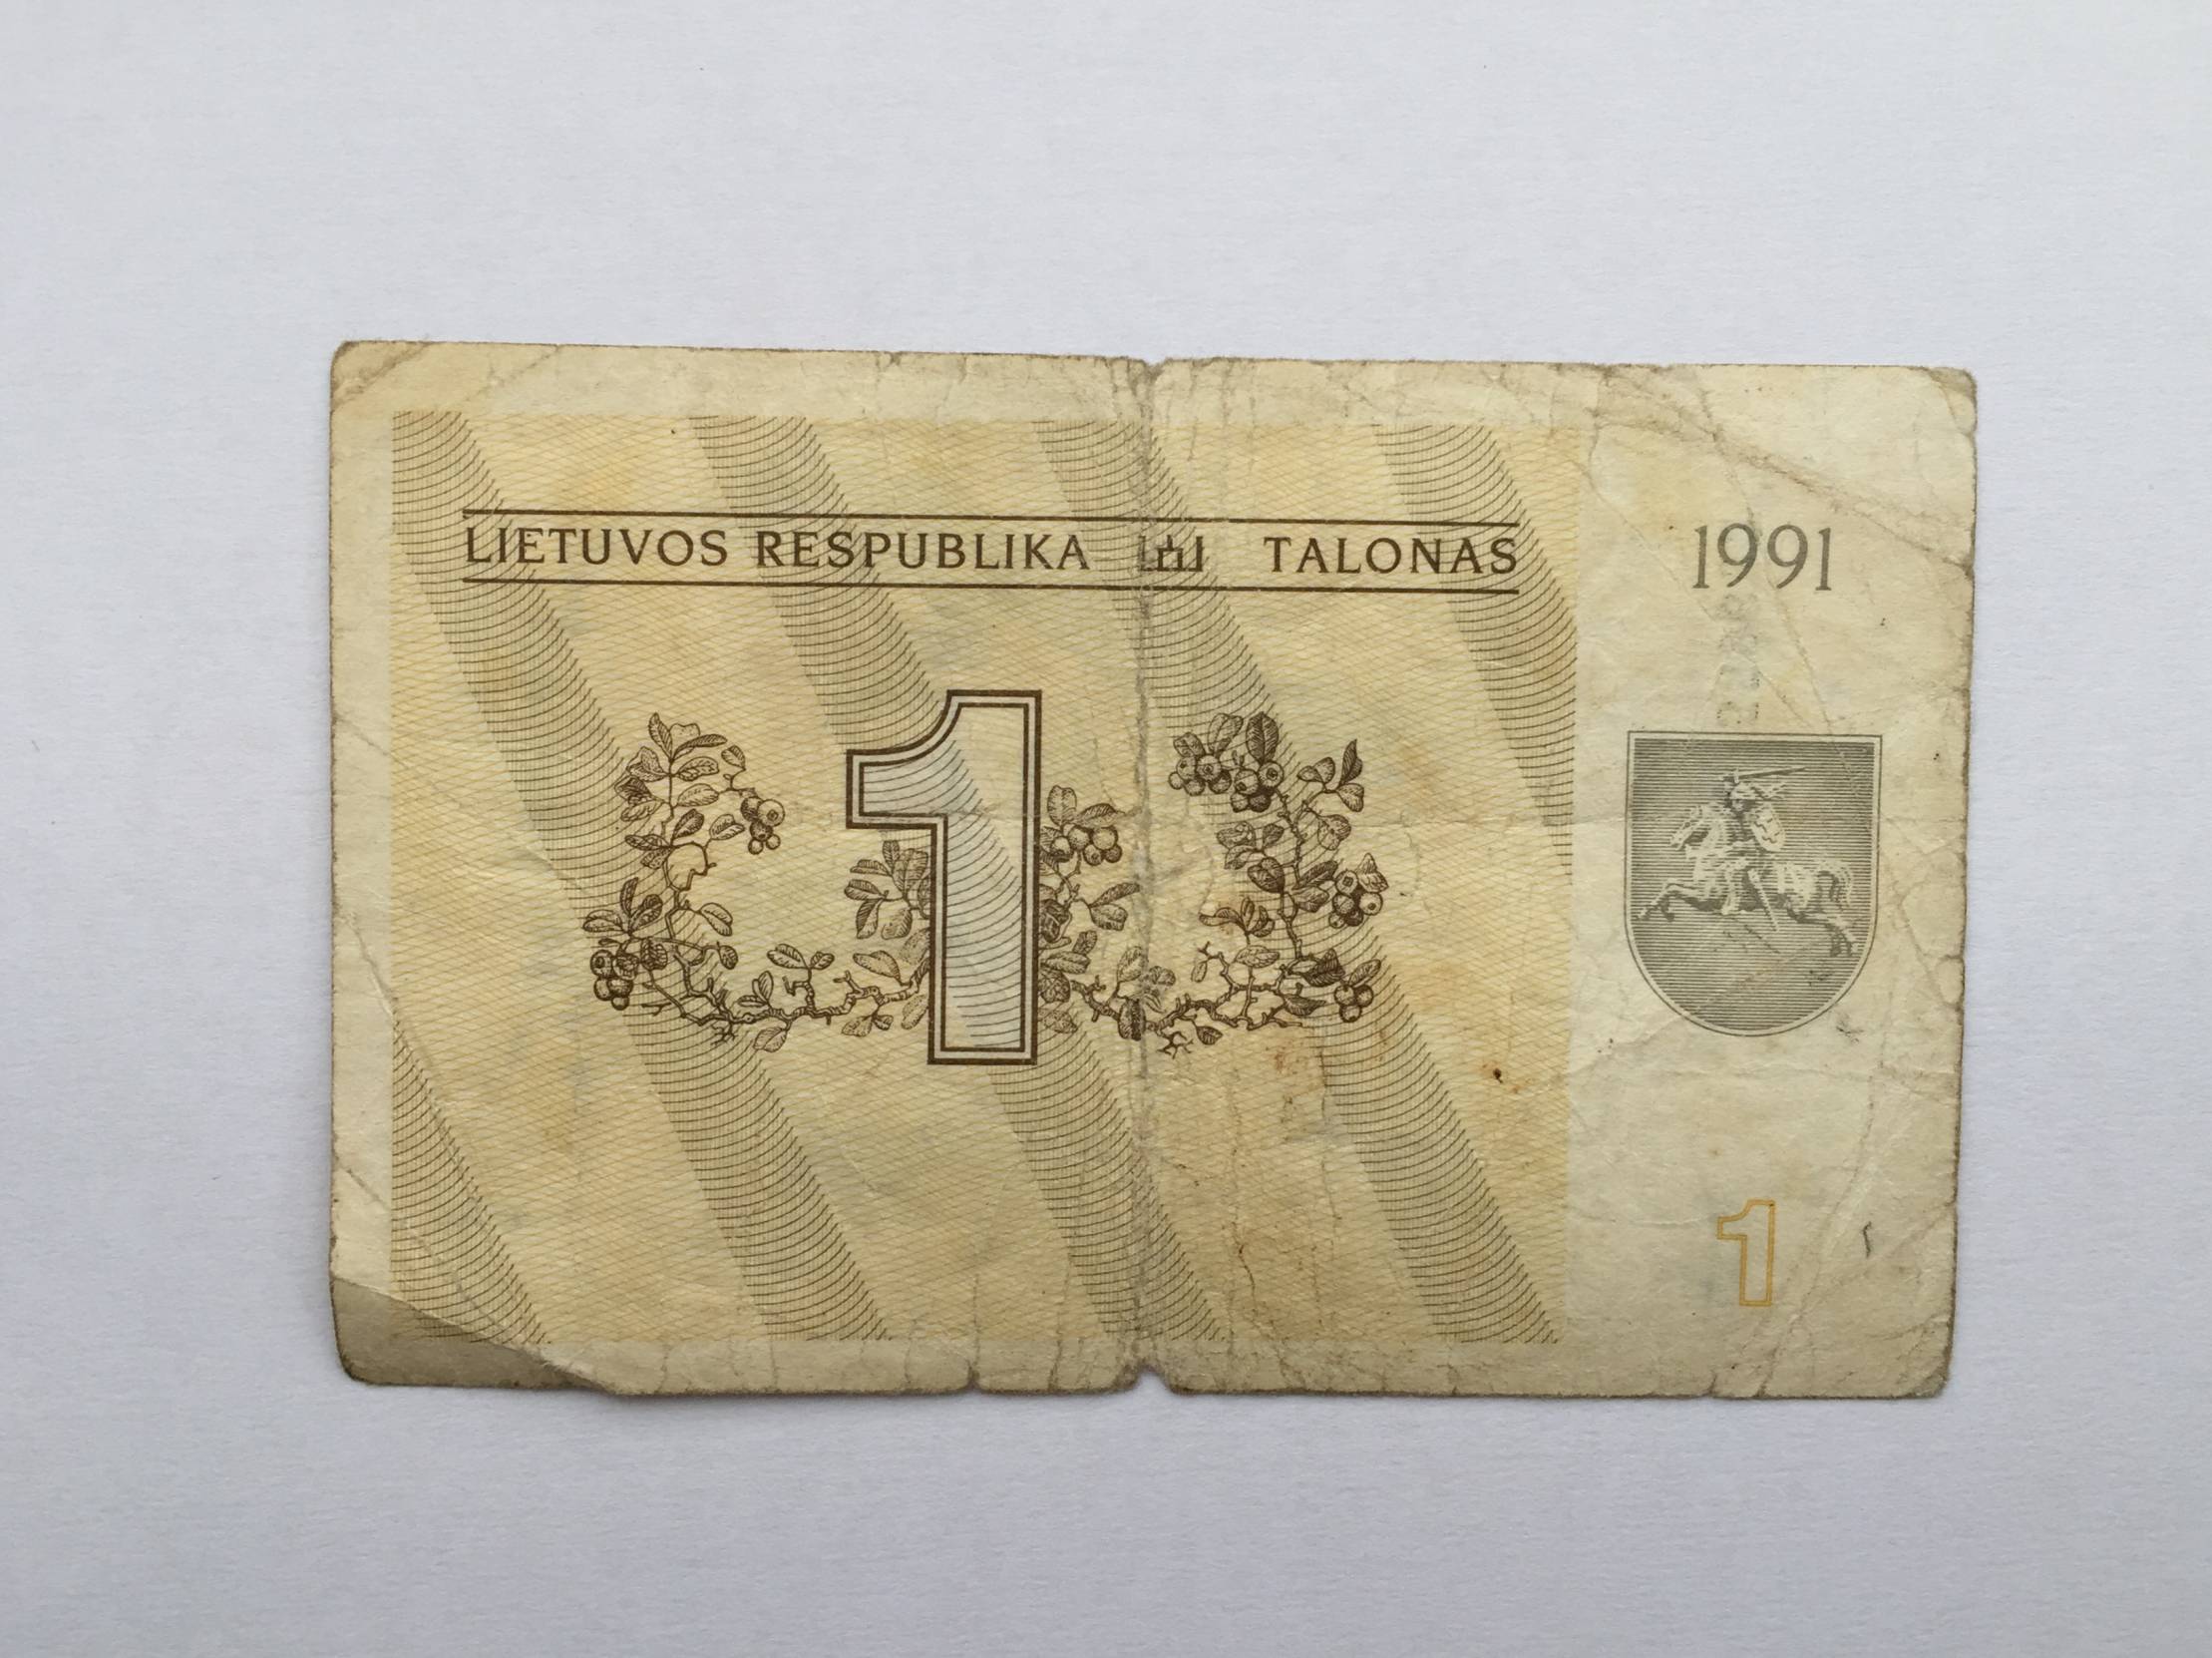 LIETUVOS RESPUBLIKA TALONAS
1991
1
1